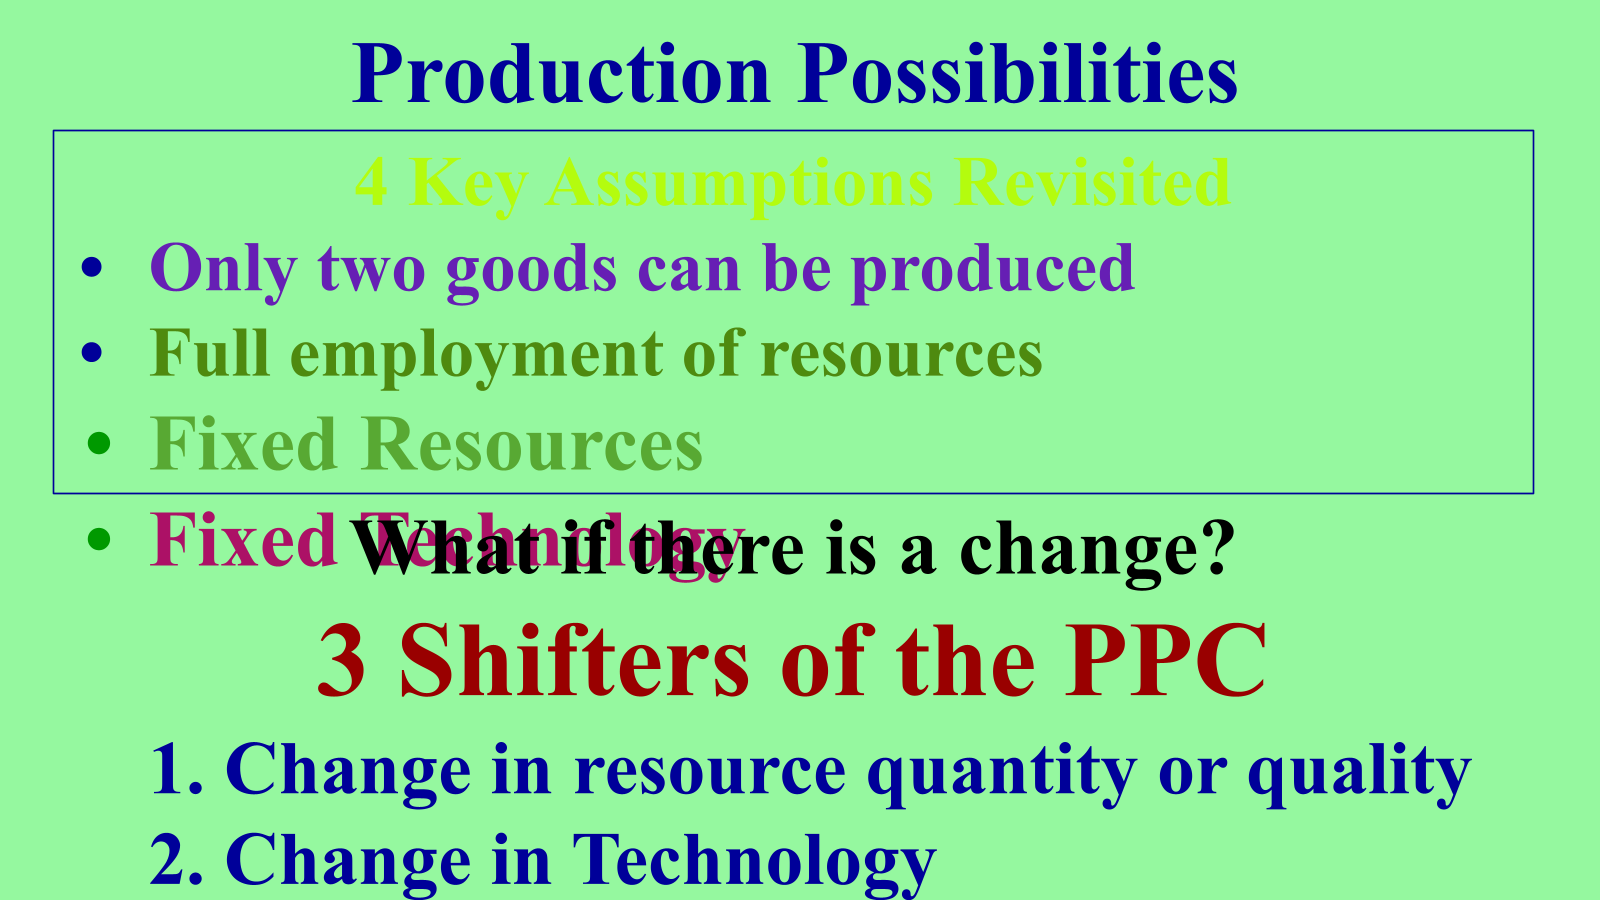 Production Possibilities
4 Key Assumptions Revisited
• Only two goods can be produced
• Full employment of resources
• Fixed Resources
• Fixed Technology
What if there is a change?
3 Shifters of the PPC
1. Change in resource quantity or quality
2. Change in Technology